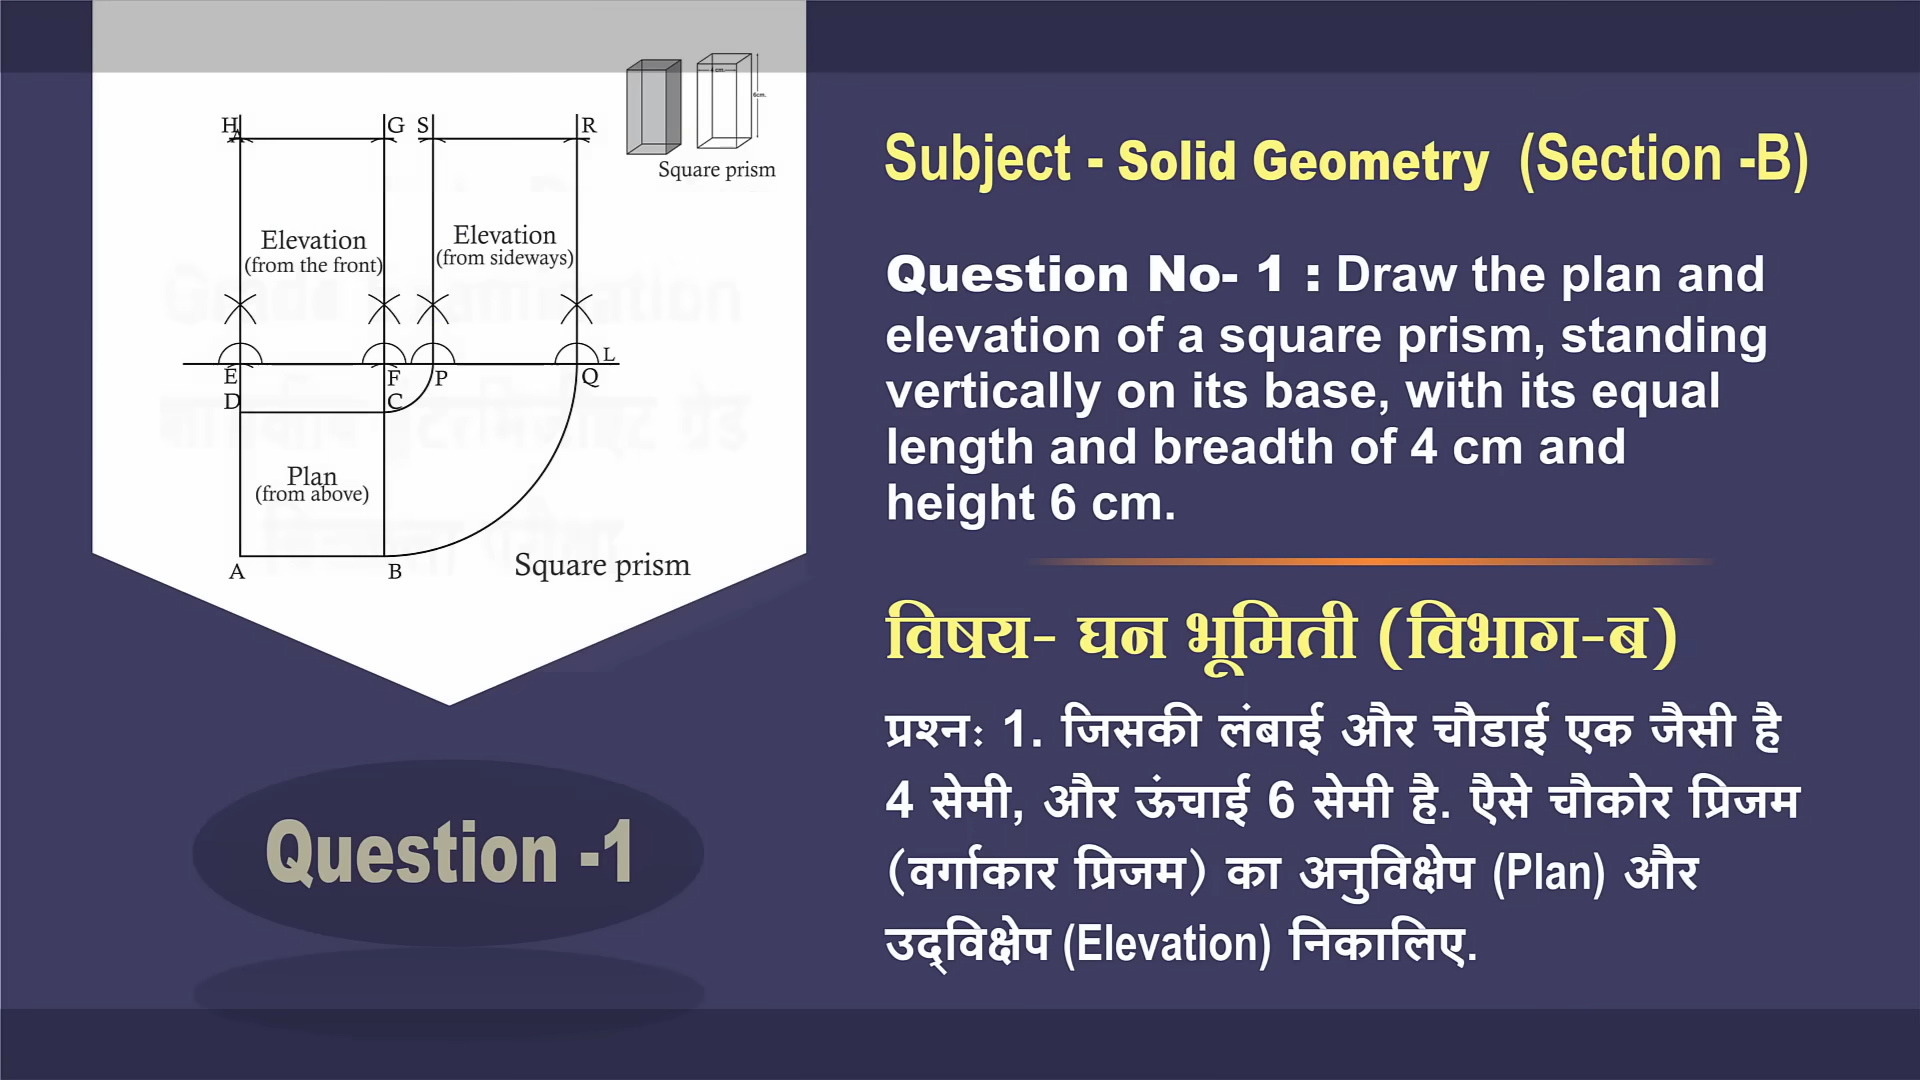 6cm.
Square prism
H G S R
A
Elevation
(from the front)
Elevation
(from sideways)
L
E F P Q
D C
Plan
(from above)
A B
Square prism
Question -1
Subject - Solid Geometry (Section -B)
Question No- 1 : Draw the plan and
elevation of a square prism, standing
vertically on its base, with its equal
length and breadth of 4 cm and
height 6 cm.
विषय- घन भूमिती (विभाग-ब)
प्रश्नः 1. जिसकी लंबाई और चौडाई एक जैसी है
4 सेमी, और ऊंचाई 6 सेमी है. ऐसे चौकोर प्रिजम
(वर्गाकार प्रिजम) का अनुविक्षेप (Plan) और
उद्‌विक्षेप (Elevation) निकालिए.